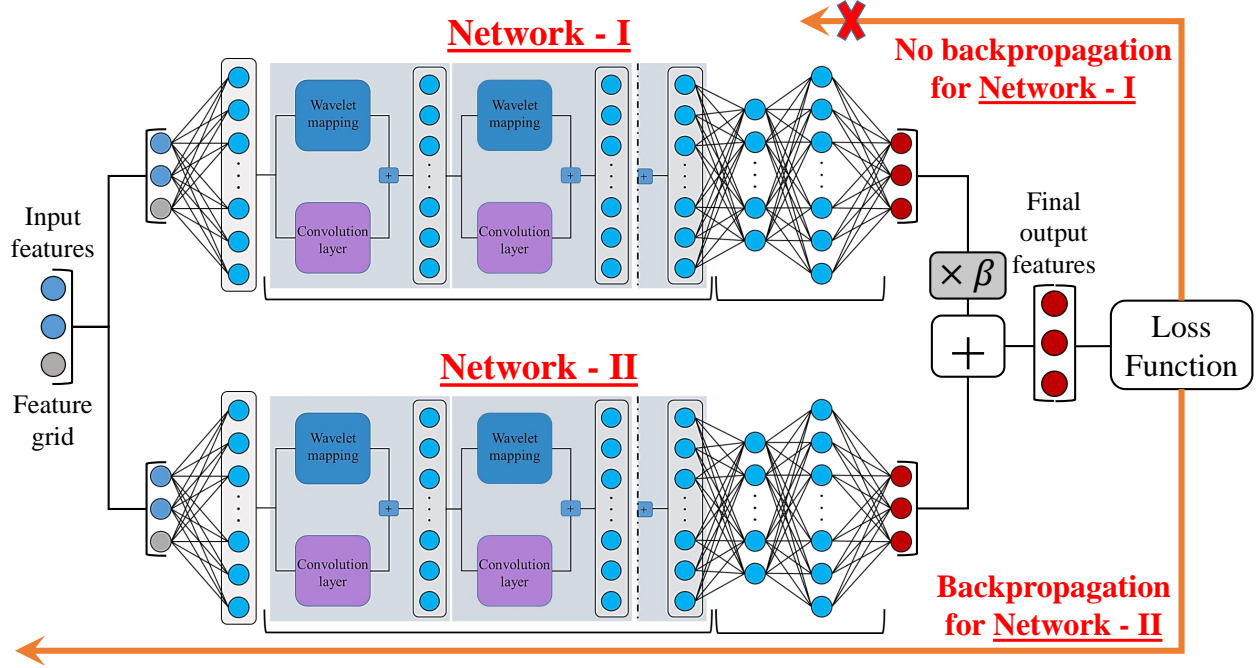 Network - I
No backpropagation
for Network - I
Wavelet
mapping
Wavelet
mapping
+
+
+
Convolution
layer
Convolution
layer
Input
features
Feature
grid
× β
+
Final
output
features
Loss
Function
Network - II
Wavelet
mapping
Wavelet
mapping
+
+
+
Convolution
layer
Convolution
layer
Backpropagation
for Network - II